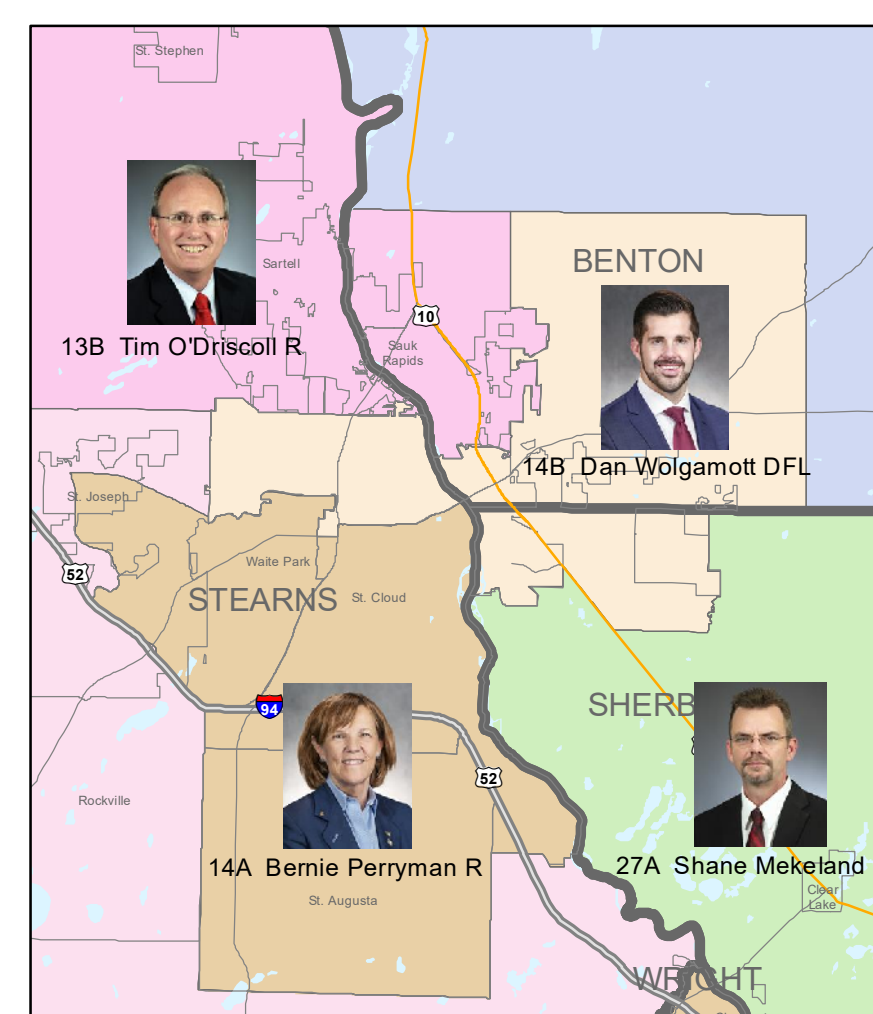 St. Stephen
BENTON
Sartell
10
Sauk
Rapids
13B Tim O'Driscoll R
14B Dan Wolgamott DFL
St. Joseph
Waite Park
52
STEARNS
St. Cloud
94
SHERB
52
Rockville
14A Bernie Perryman R
27A Shane Mekeland
Clear
Lake
St. Augusta
WRIGHT